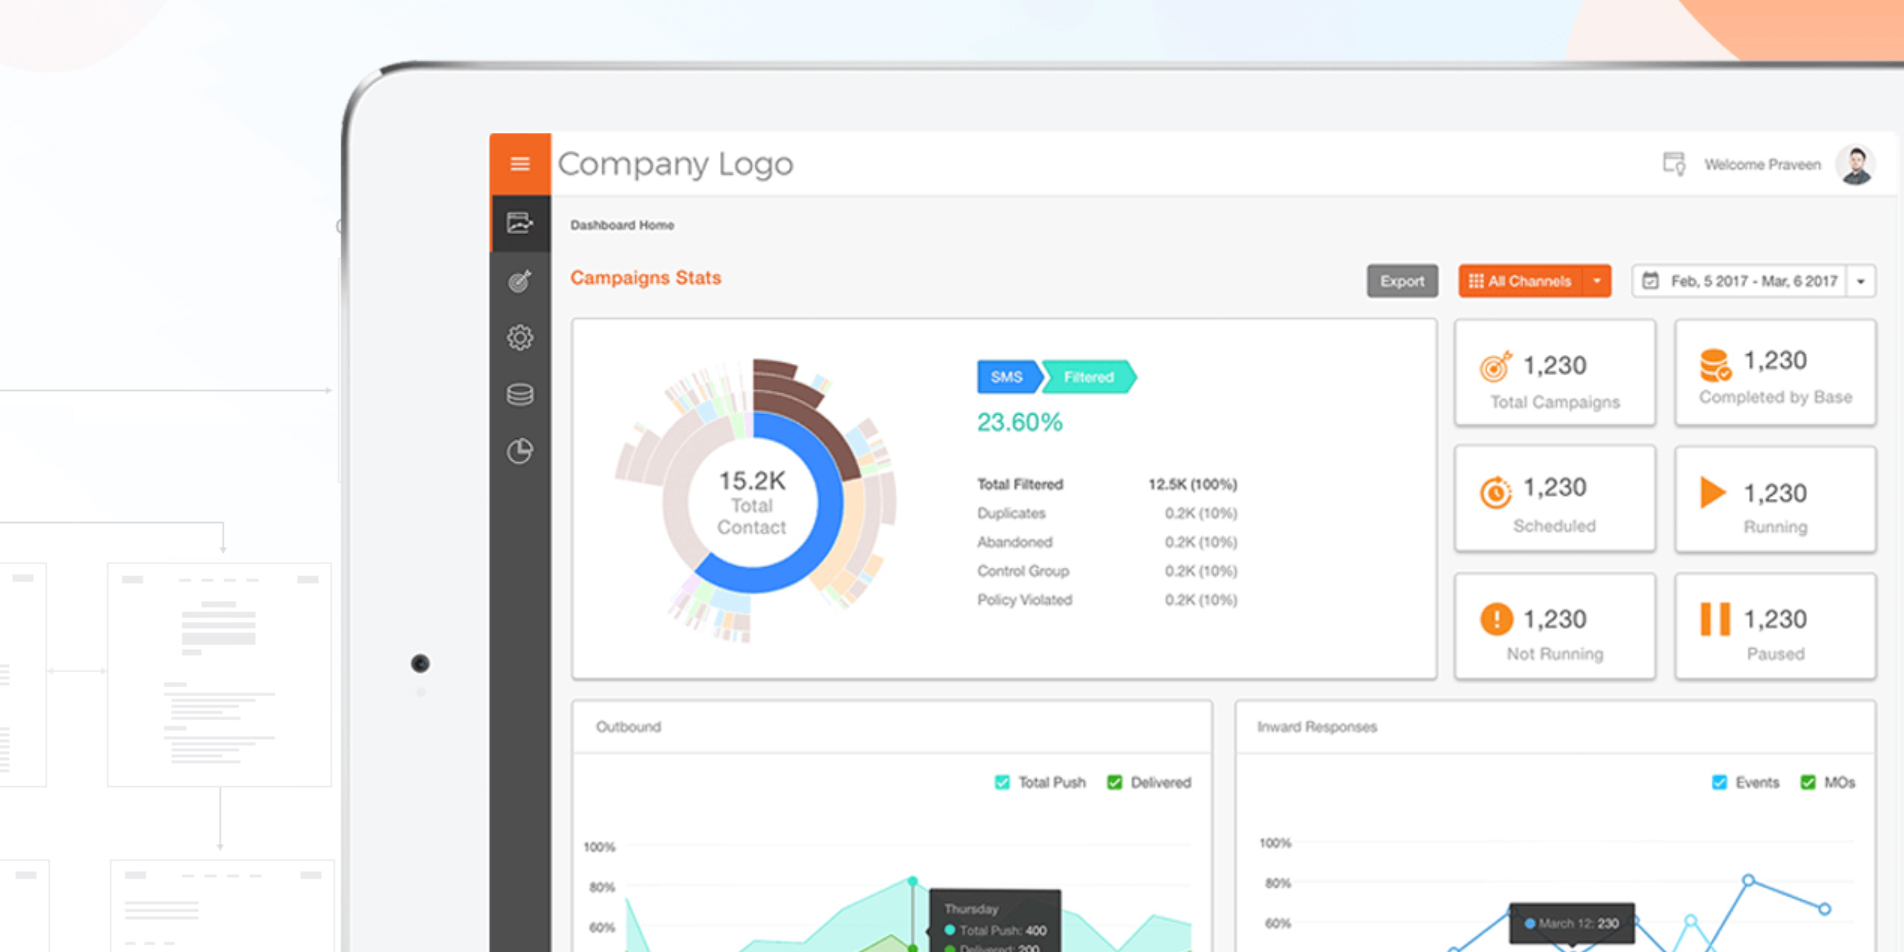 Company Logo
Welcome Praveen
Dashboard Home
Campaigns Stats
Export
All Channels
Feb, 5 2017 - Mar, 6 2017
15.2K
Total
Contact
SMS
Filtered
23.60%
Total Filtered 12.5K (100%)
Duplicates 0.2K (10%)
Abandoned 0.2K (10%)
Control Group 0.2K (10%)
Policy Violated 0.2K (10%)
1,230
Total Campaigns
1,230
Completed by Base
1,230
Scheduled
1,230
Running
1,230
Not Running
1,230
Paused
Outbound
Total Push
Delivered
100%
80%
60%
Thursday
Total Push: 400
Delivered: 200
Inward Responses
Events
MOs
100%
80%
60%
March 12: 230